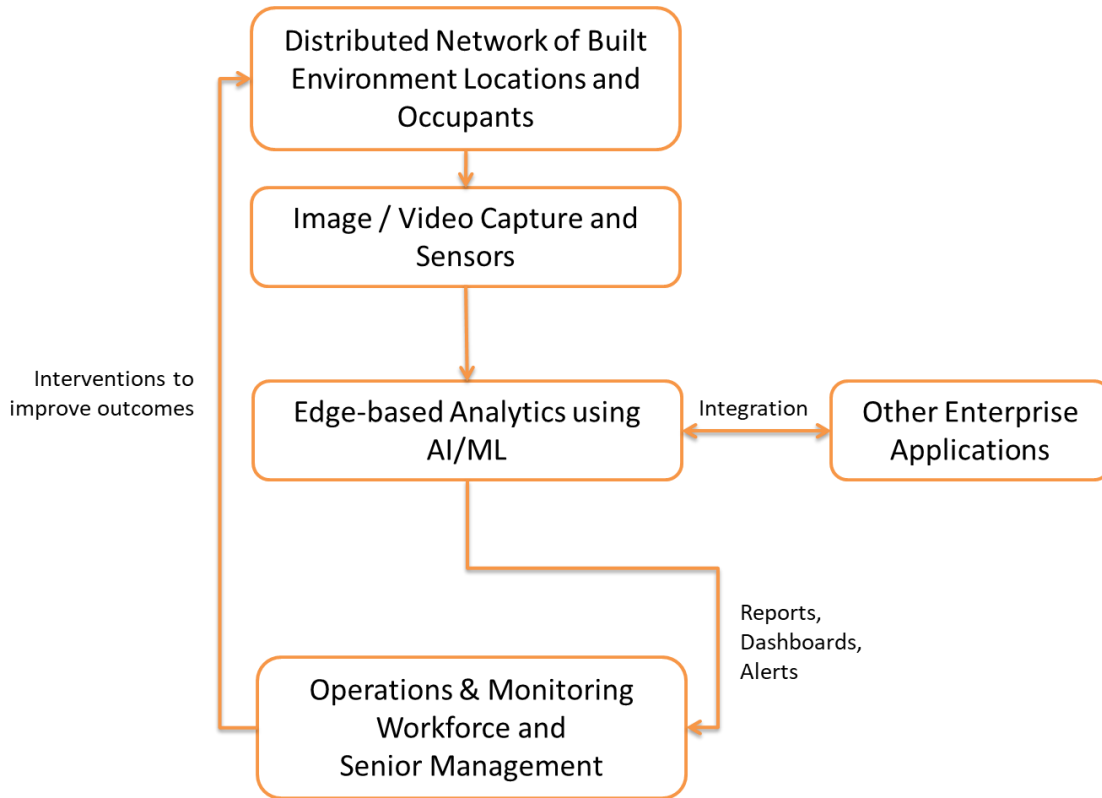 Distributed Network of Built
Environment Locations and
Occupants
Image / Video Capture and
Sensors
Interventions to
improve outcomes
Edge-based Analytics using
AI/ML
Integration
Other Enterprise
Applications
Reports,
Dashboards,
Alerts
Operations & Monitoring
Workforce and
Senior Management